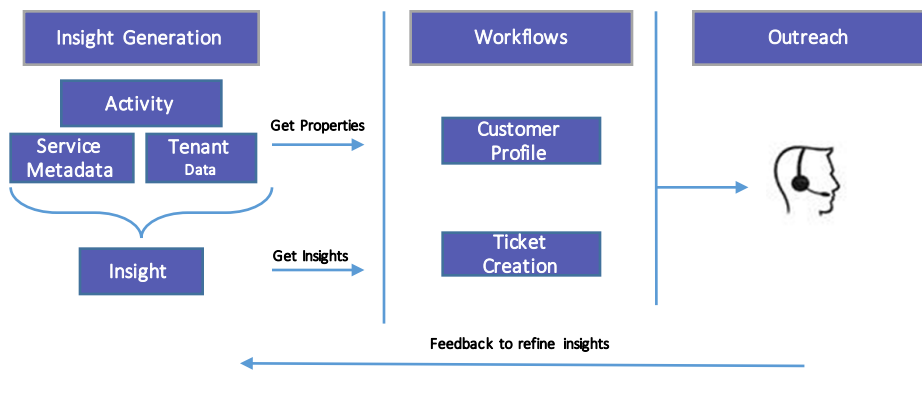 Insight Generation
Workflows
Outreach
Activity
Service
Metadata
Tenant
Data
Insight
Get Properties
Get Insights
Customer
Profile
Ticket
Creation
Feedback to refine insights